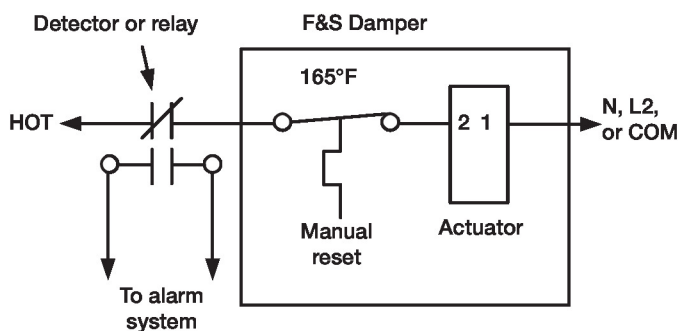 Detector or relay
F&S Damper
165°F
HOT
2 1
N, L2,
or COM
Manual
reset
Actuator
To alarm
system